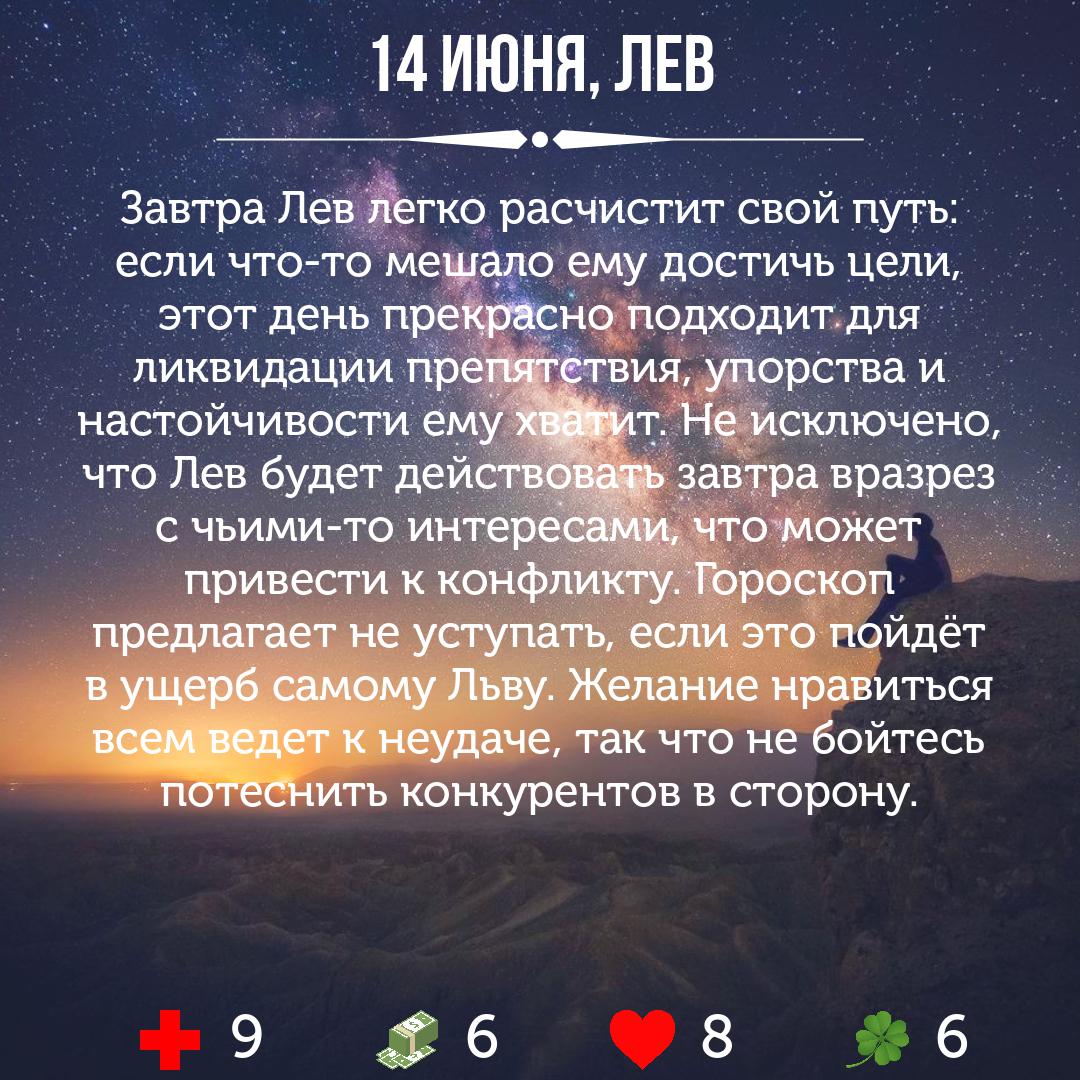 14 ИЮНЯ, ЛЕВ
Завтра Лев легко расчистит свой путь:
если что-то мешало ему достичь цели,
этот день прекрасно подходит для
ликвидации препятствия, упорства и
настойчивости ему хватит. Не исключено,
что Лев будет действовать завтра вразрез
с чьими-то интересами, что может
привести к конфликту. Гороскоп
предлагает не уступать, если это пойдёт
в ущерб самому Льву. Желание нравиться
всем ведет к неудаче, так что не бойтесь
потеснить конкурентов в сторону.
9 6 8 6